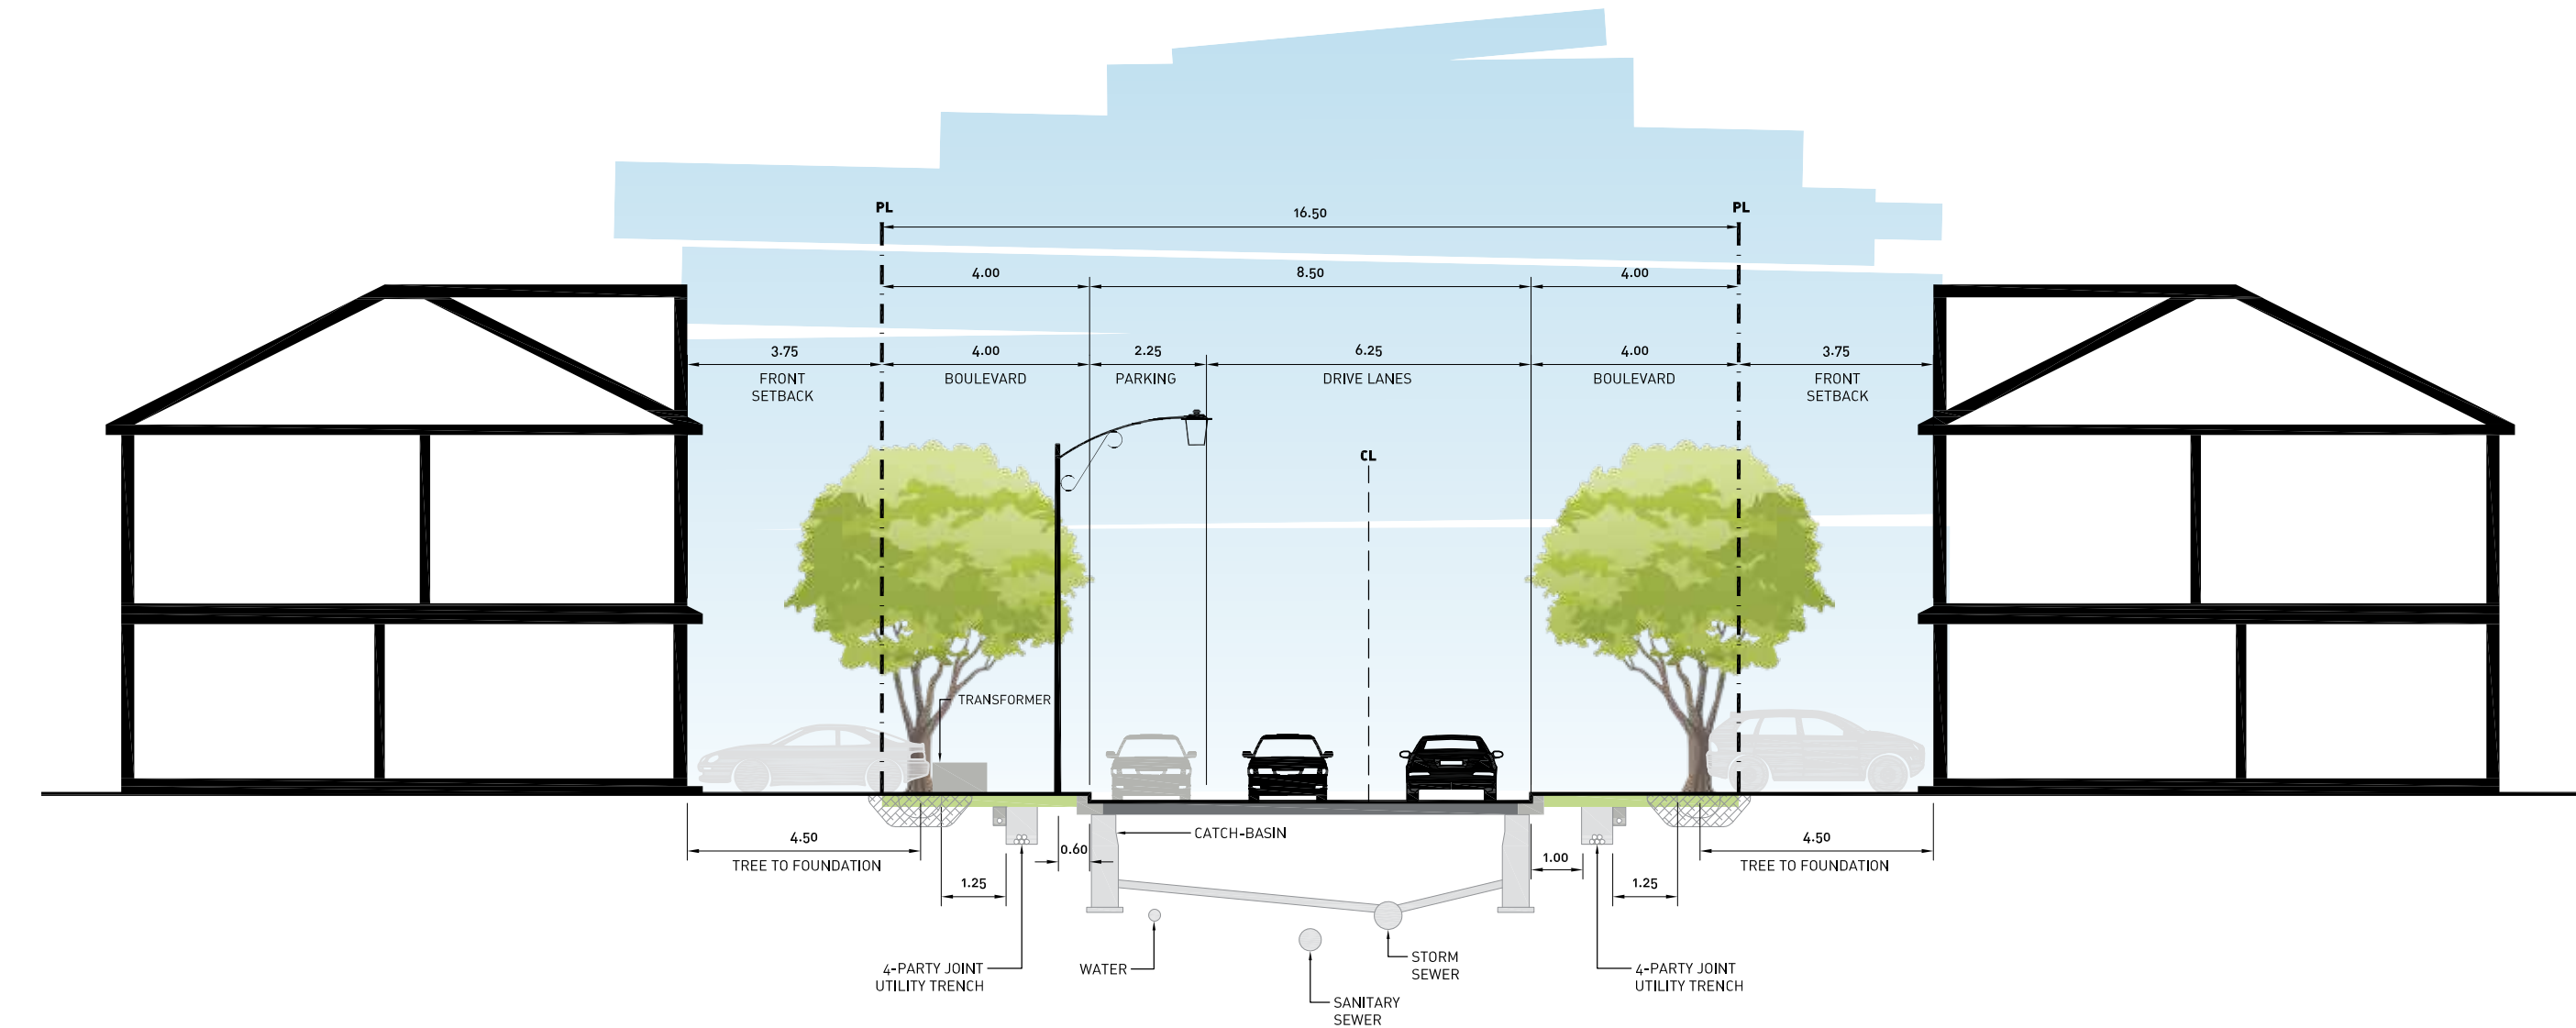 PL
16.50
PL
4.00
8.50
4.00
3.75
4.00
2.25
6.25
4.00
3.75
FRONT
SETBACK
BOULEVARD
PARKING
DRIVE LANES
BOULEVARD
FRONT
SETBACK
CL
TRANSFORMER
CATCH-BASIN
4.50
TREE TO FOUNDATION
0.60
1.00
4.50
TREE TO FOUNDATION
1.25
1.25
4-PARTY JOINT
UTILITY TRENCH
WATER
SANITARY
SEWER
STORM
SEWER
4-PARTY JOINT
UTILITY TRENCH